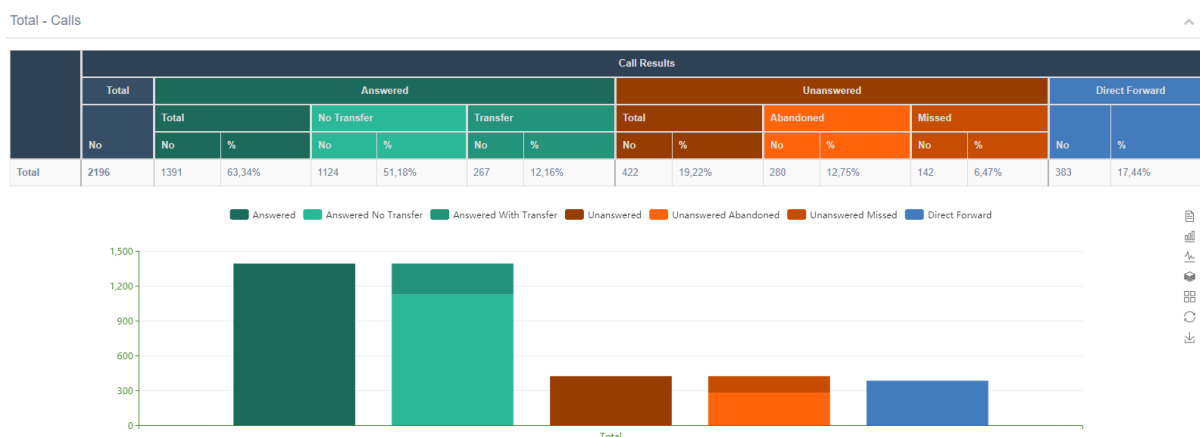 Total - Calls
Call Results
Total Answered Unanswered Direct Forward
Total No Transfer Transfer Total Abandoned Missed
No No % No % No % No % No % No % No %
Total 2196 1391 63,34% 1124 51,18% 267 12,16% 422 19,22% 280 12,75% 142 6,47% 383 17,44%
Answered Answered No Transfer Answered With Transfer Unanswered Unanswered Abandoned Unanswered Missed Direct Forward
1,500
1,200
900
600
300
0
Total